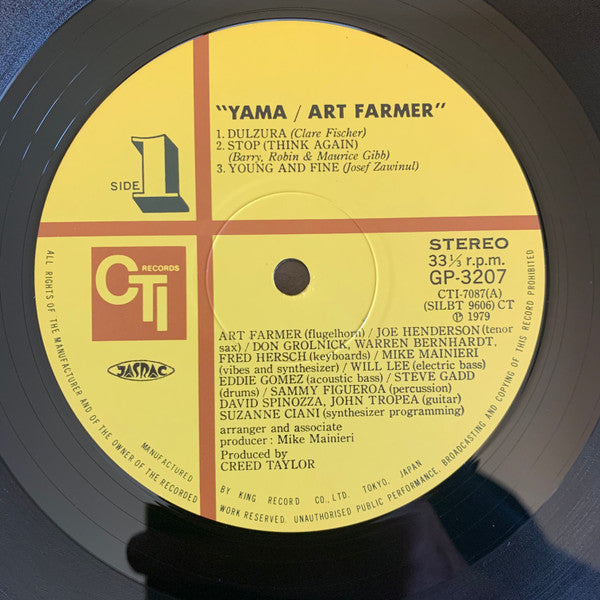 "YAMA / ART FARMER"
1. DULZURA (Clare Fischer)
2. STOP (THINK AGAIN)
(Barry, Robin & Maurice Gibb)
3. YOUNG AND FINE (Josef Zawinul)
SIDE 1
CTI RECORDS
JASRAC
STEREO
33 1/3 r.p.m.
GP-3207
CTI-7087(A)
(SILBT 9606) CT
Ⓟ 1979
ART FARMER (flugelhorn) / JOE HENDERSON (tenor
sax) / DON GROLNICK, WARREN BERNHARDT,
FRED HERSCH (keyboards) / MIKE MAINIERI
(vibes and synthesizer) / WILL LEE (electric bass)
EDDIE GOMEZ (acoustic bass) / STEVE GADD
(drums) / SAMMY FIGUEROA (percussion)
DAVID SPINOZZA, JOHN TROPEA (guitar)
SUZANNE CIANI (synthesizer programming)
arranger and associate
producer : Mike Mainieri
Produced by
CREED TAYLOR
MANUFACTURED BY KING RECORD CO., LTD. TOKYO, JAPAN
ALL RIGHTS OF THE MANUFACTURER AND OF THE OWNER OF THE RECORDED WORK RESERVED. UNAUTHORISED PUBLIC PERFORMANCE, BROADCASTING AND COPYING OF THIS RECORD PROHIBITED